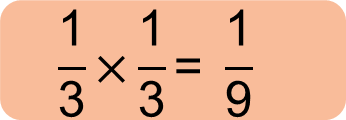 1/3 × 1/3 = 1/9